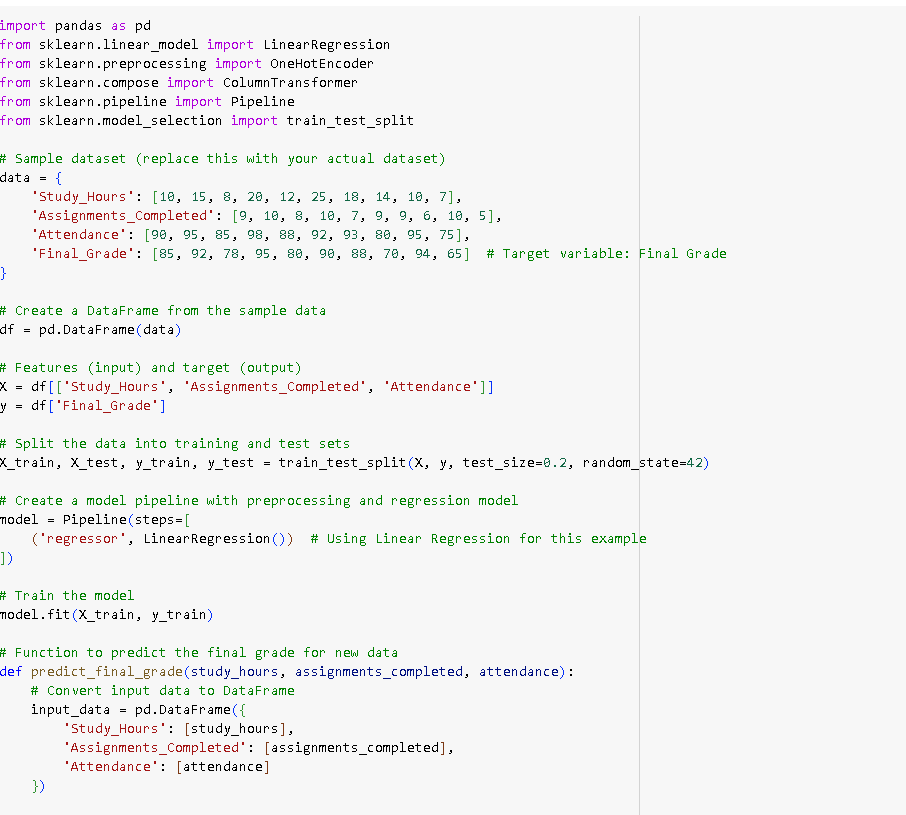 import pandas as pd
from sklearn.linear_model import LinearRegression
from sklearn.preprocessing import OneHotEncoder
from sklearn.compose import ColumnTransformer
from sklearn.pipeline import Pipeline
from sklearn.model_selection import train_test_split

# Sample dataset (replace this with your actual dataset)
data = {
    'Study_Hours': [10, 15, 8, 20, 12, 25, 18, 14, 10, 7],
    'Assignments_Completed': [9, 10, 8, 10, 7, 9, 9, 6, 10, 5],
    'Attendance': [90, 95, 85, 98, 88, 92, 93, 80, 95, 75],
    'Final_Grade': [85, 92, 78, 95, 80, 90, 88, 70, 94, 65]  # Target variable: Final Grade
}

# Create a DataFrame from the sample data
df = pd.DataFrame(data)

# Features (input) and target (output)
X = df[['Study_Hours', 'Assignments_Completed', 'Attendance']]
y = df['Final_Grade']

# Split the data into training and test sets
X_train, X_test, y_train, y_test = train_test_split(X, y, test_size=0.2, random_state=42)

# Create a model pipeline with preprocessing and regression model
model = Pipeline(steps=[
    ('regressor', LinearRegression())  # Using Linear Regression for this example
])

# Train the model
model.fit(X_train, y_train)

# Function to predict the final grade for new data
def predict_final_grade(study_hours, assignments_completed, attendance):
    # Convert input data to DataFrame
    input_data = pd.DataFrame({
        'Study_Hours': [study_hours],
        'Assignments_Completed': [assignments_completed],
        'Attendance': [attendance]
    })